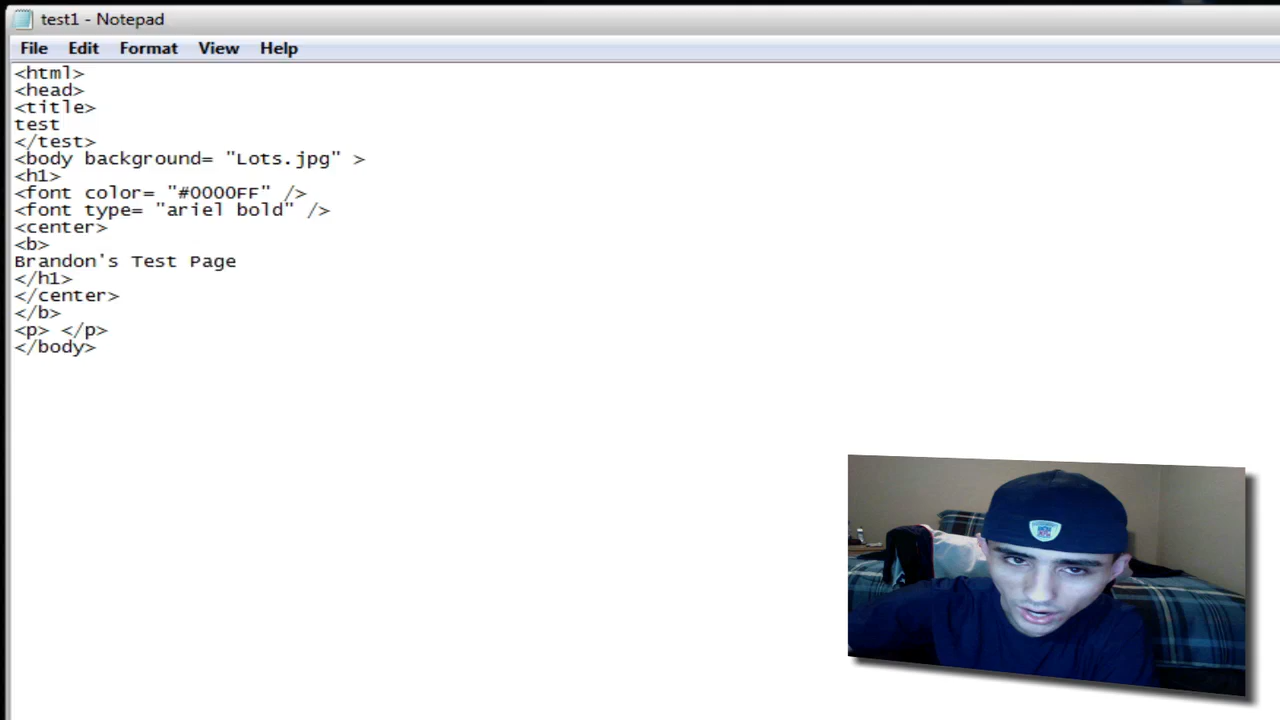 test1 - Notepad
File Edit Format View Help
<html>
<head>
<title>
test
</test>
<body background= "Lots.jpg" >
<h1>
<font color= "#0000FF" />
<font type= "ariel bold" />
<center>
<b>
Brandon's Test Page
</h1>
</center>
</b>
<p> </p>
</body>